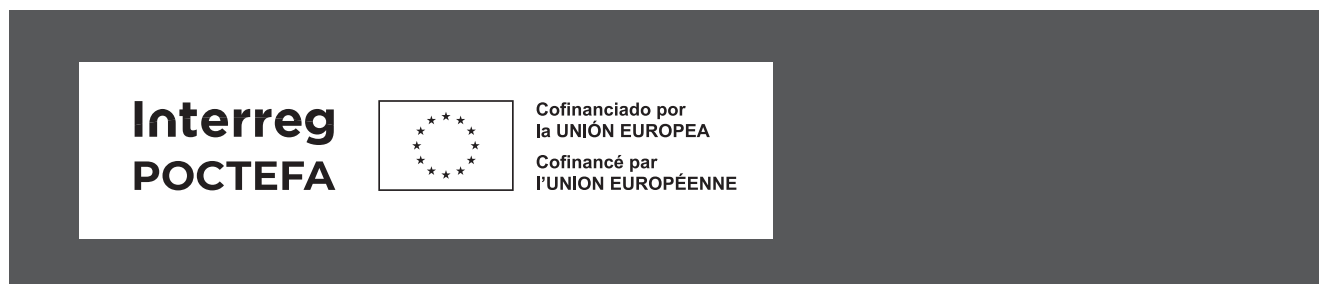 Interreg
POCTEFA
Cofinanciado por
la UNIÓN EUROPEA
Cofinancé par
l’UNION EUROPÉENNE